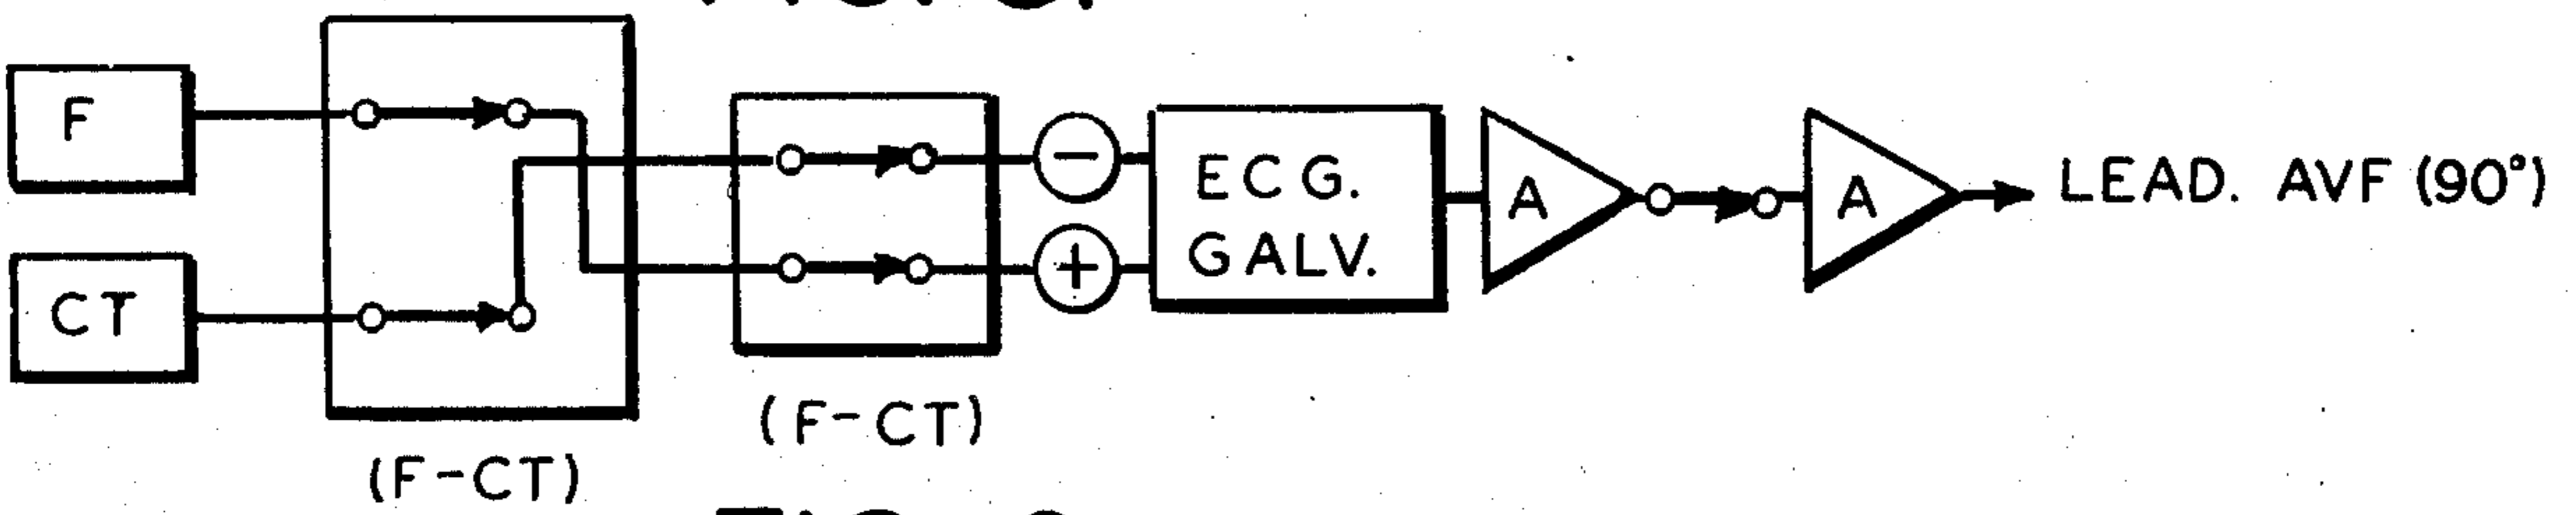 F
CT
(F-CT)
(F-CT)
−
+
ECG.
GALV.
A
A
LEAD. AVF (90°)